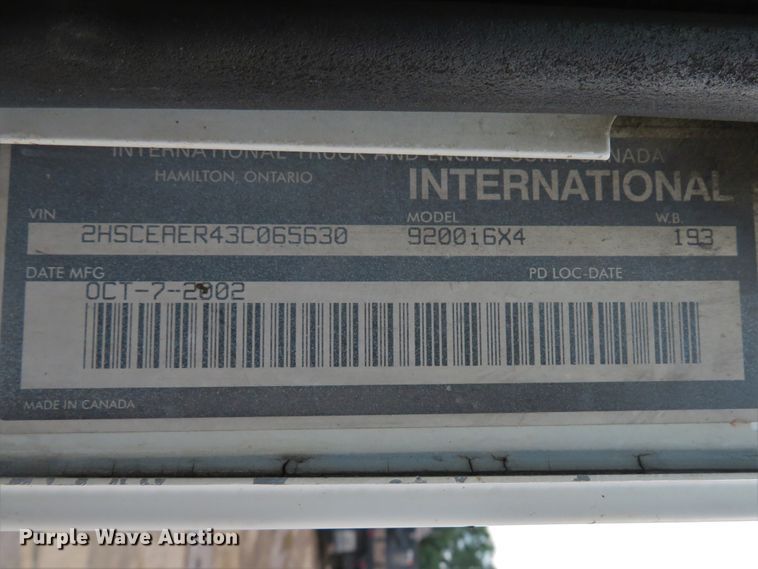 INTERNATIONAL TRUCK AND ENGINE CORP. CANADA
HAMILTON, ONTARIO
INTERNATIONAL
VIN MODEL W.B.
2HSCEAER43C065630 9200i6X4 193
DATE MFG PD LOC-DATE
OCT-7-2002
MADE IN CANADA
Purple Wave Auction